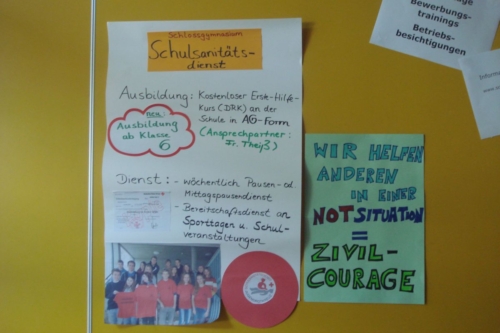 Schlossgymnasium
Schulsanitäts-
dienst
Ausbildung: Kostenloser Erst-Hilfe-
Kurs (DRK) an der
Schule in AG-Form
(Ansprechpartner:
Fr. Theiß)
NEU:
Ausbildung
ab Klasse
6
Dienst: - wöchentlich Pausen- od.
Mittagspausendienst
- Bereitschaftsdienst an
Sporttagen u. Schul-
veranstaltungen
WIR HELFEN
ANDEREN
IN EINER
NOTSITUATION
=
ZIVIL-
COURAGE
Bewerbungs-
trainings
Betriebs-
besichtigungen